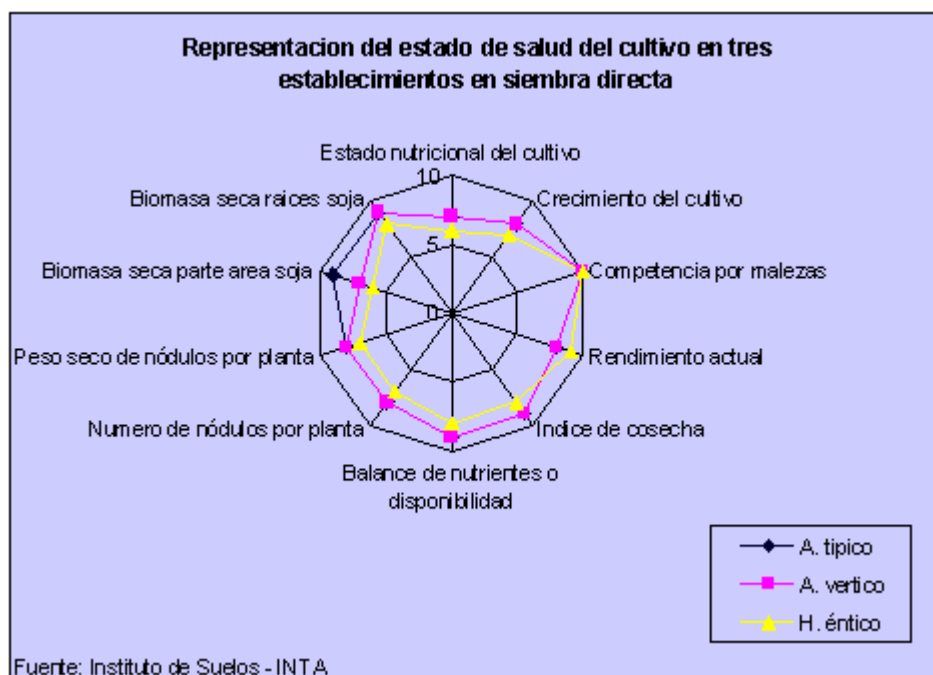 Representacion del estado de salud del cultivo en tres
establecimientos en siembra directa
Estado nutricional del cultivo
10
Biomasa seca raices soja
Crecimiento del cultivo
5
Biomasa seca parte area soja
Competencia por malezas
0
Peso seco de nódulos por planta
Rendimiento actual
Numero de nódulos por planta
Indice de cosecha
Balance de nutrientes o
disponibilidad
A. tipico
A. vertico
H. éntico
Fuente: Instituto de Suelos - INTA